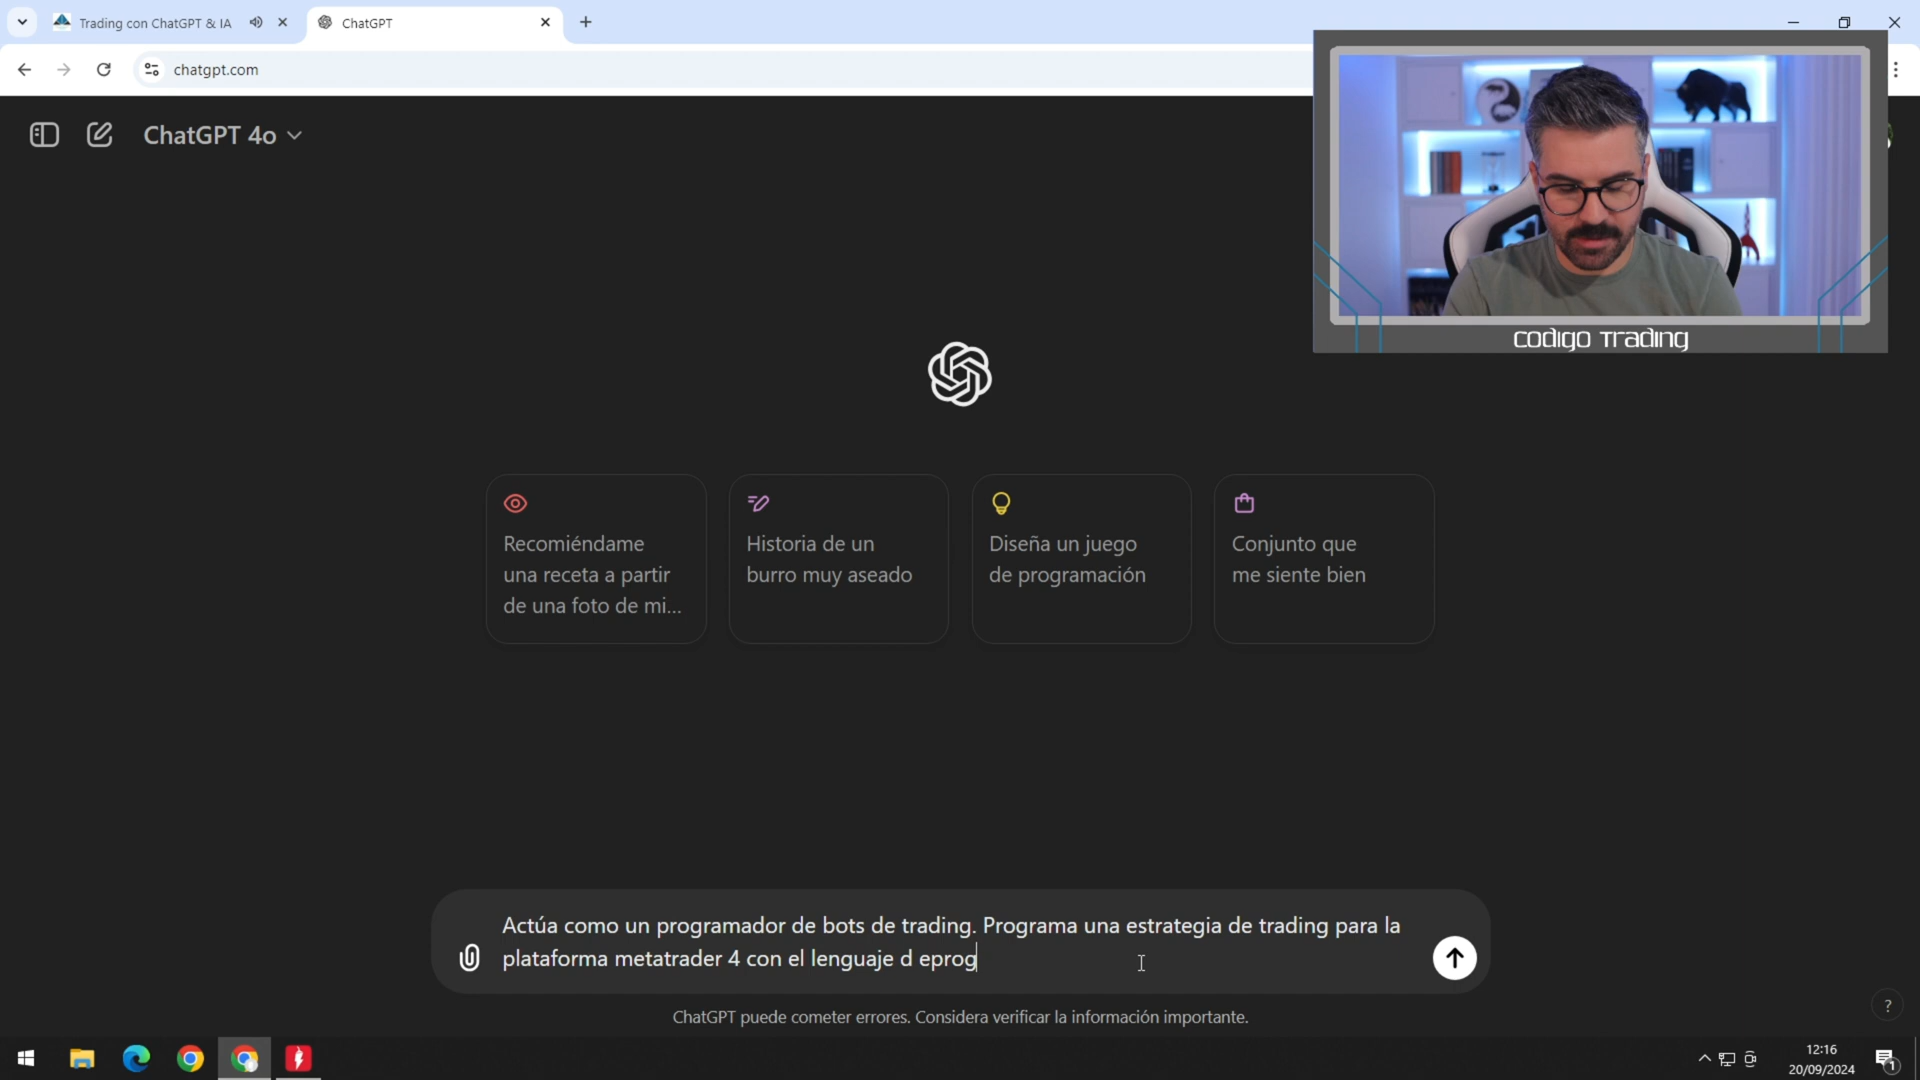 Trading con ChatGPT & IA
ChatGPT
chatgpt.com
ChatGPT 4o
CODIGO TRADING
Recomiéndame
una receta a partir
de una foto de mi...
Historia de un
burro muy aseado
Diseña un juego
de programación
Conjunto que
me siente bien
Actúa como un programador de bots de trading. Programa una estrategia de trading para la
plataforma metatrader 4 con el lenguaje d eprog
ChatGPT puede cometer errores. Considera verificar la información importante.
?
12:16
20/09/2024
1